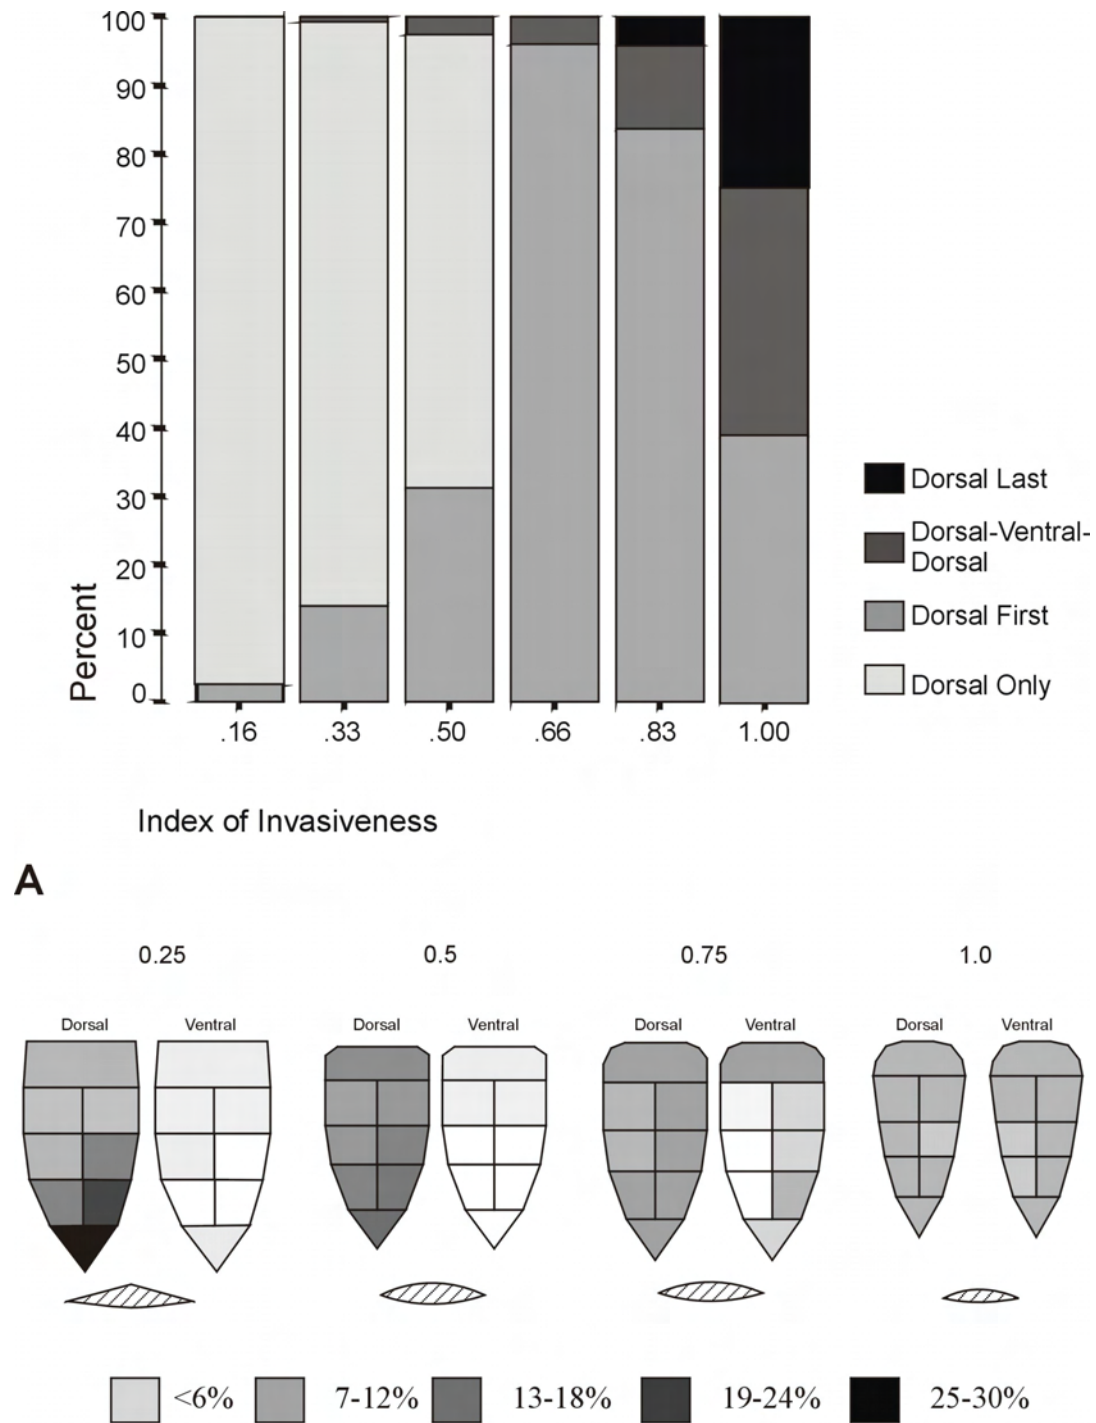 100
90
80
70
60
50
40
30
20
10
0
Percent
.16 .33 .50 .66 .83 1.00
Index of Invasiveness
Dorsal Last
Dorsal-Ventral-
Dorsal
Dorsal First
Dorsal Only
A
0.25 0.5 0.75 1.0
Dorsal Ventral Dorsal Ventral Dorsal Ventral Dorsal Ventral
<6% 7-12% 13-18% 19-24% 25-30%